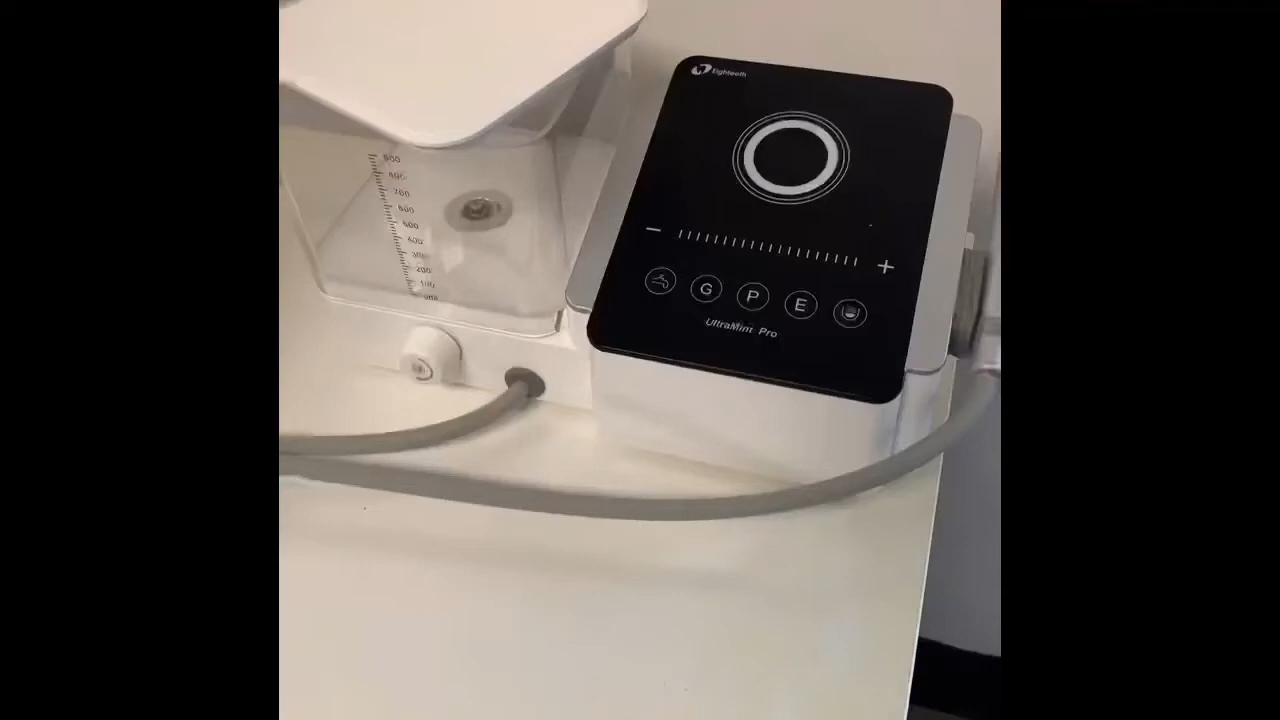 Eighteeth
800
700
600
500
400
300
200
100
−
+
G
P
E
UltraMint Pro